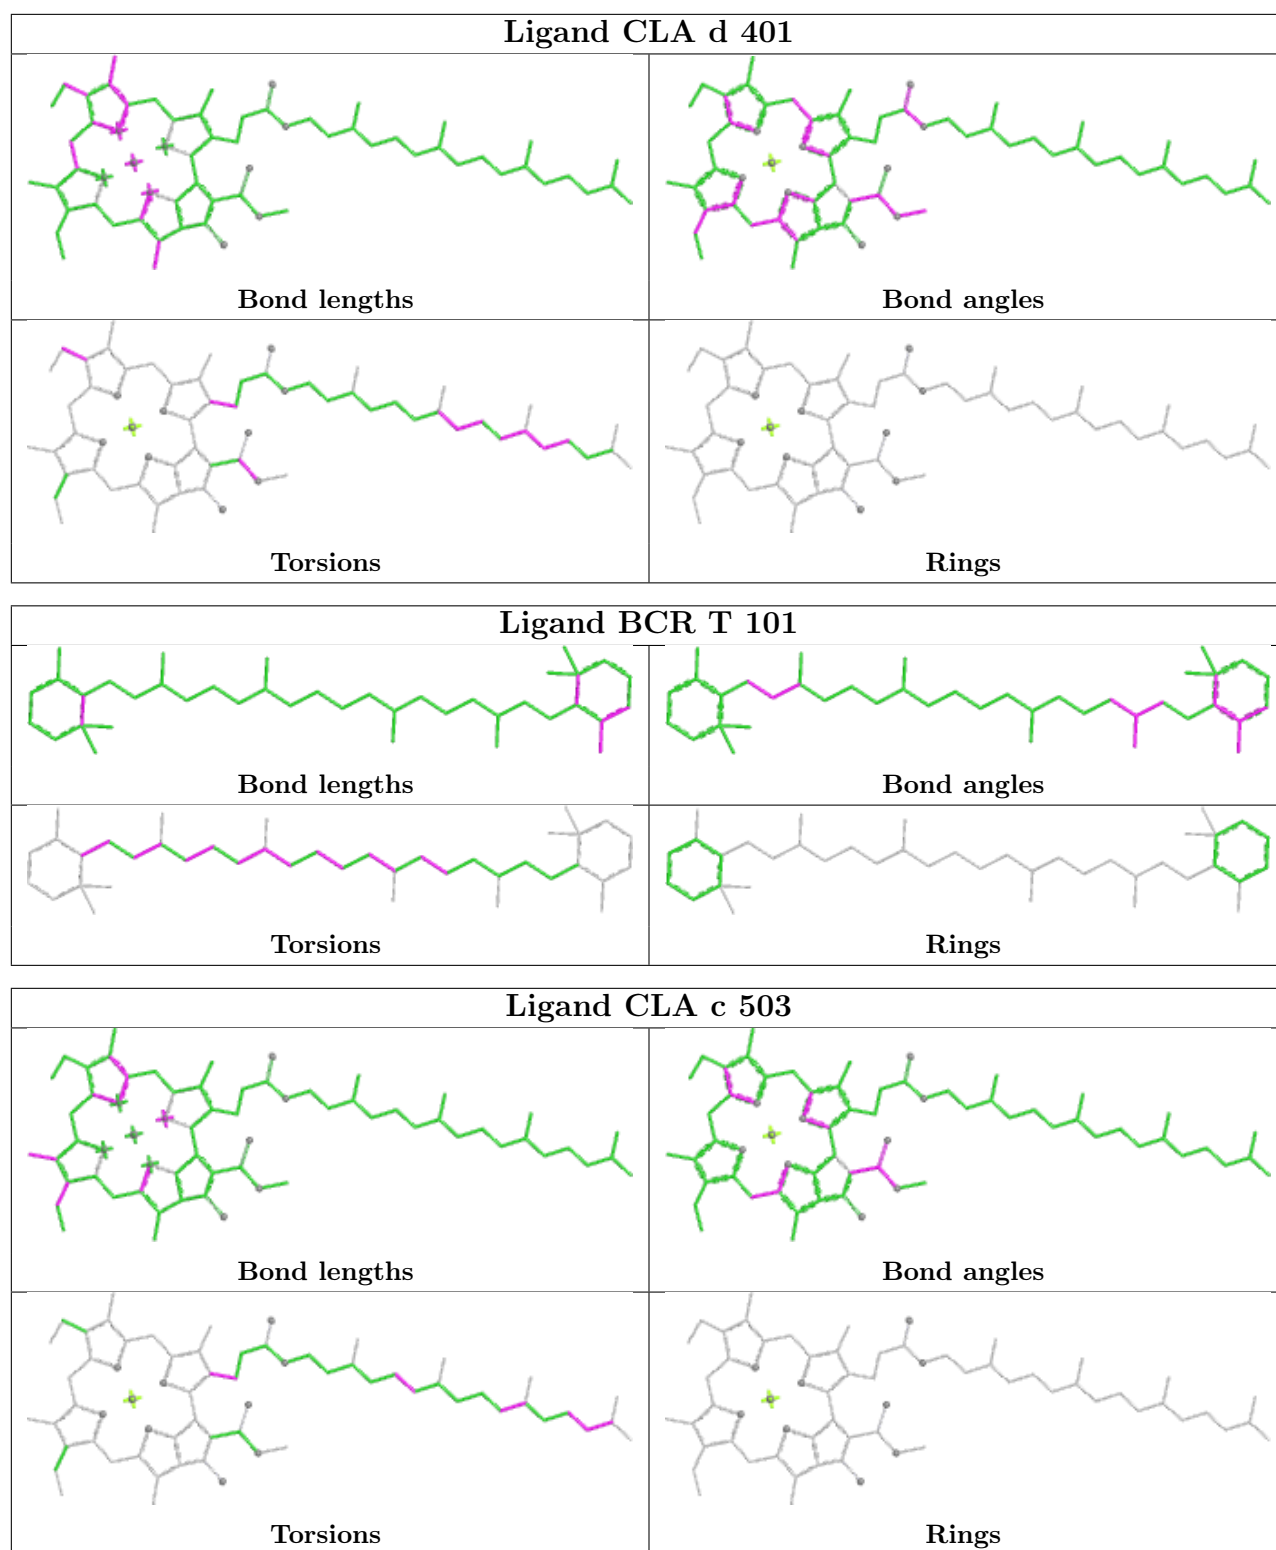 Ligand CLA d 401
Bond lengths
Bond angles
Torsions
Rings
Ligand BCR T 101
Bond lengths
Bond angles
Torsions
Rings
Ligand CLA c 503
Bond lengths
Bond angles
Torsions
Rings